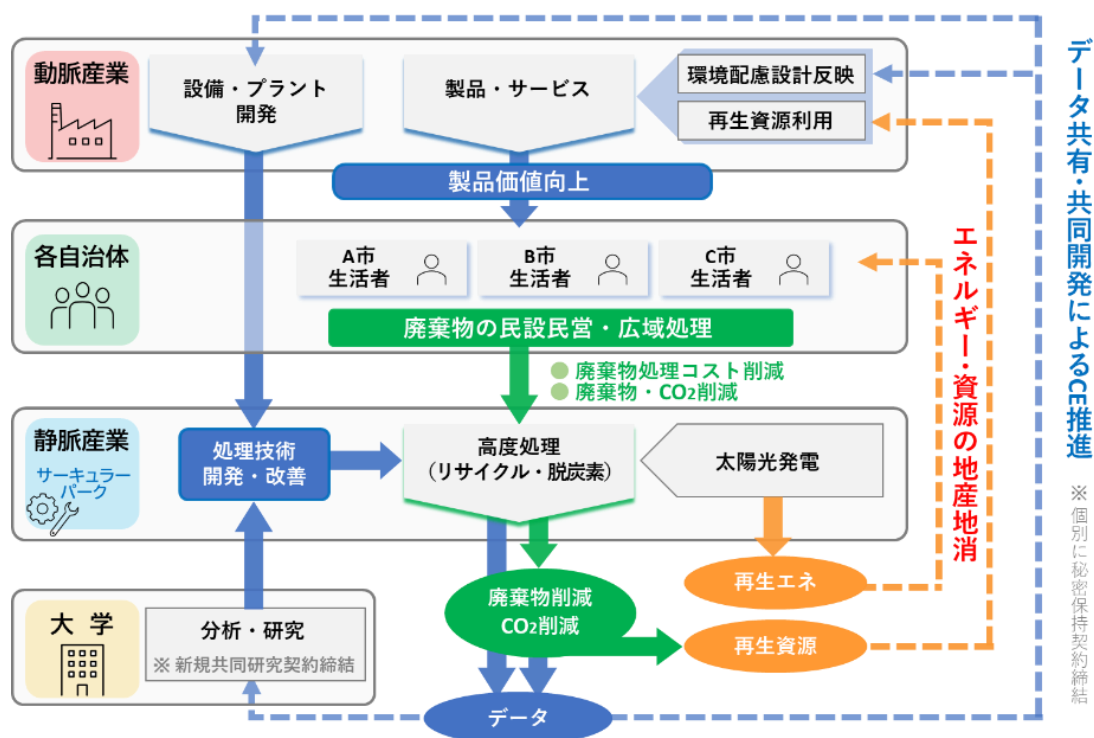 動脈産業
設備・プラント
開発
製品・サービス
環境配慮設計反映
再生資源利用
製品価値向上
各自治体
A市
生活者
B市
生活者
C市
生活者
廃棄物の民設民営・広域処理
廃棄物処理コスト削減
廃棄物・CO₂削減
静脈産業
サーキュラー
パーク
処理技術
開発・改善
高度処理
(リサイクル・脱炭素)
太陽光発電
大 学
分析・研究
※ 新規共同研究契約締結
廃棄物削減
CO₂削減
再生エネ
再生資源
データ
エネルギー・資源の地産地消
データ共有・共同開発によるCE推進
※ 個別に秘密保持契約締結